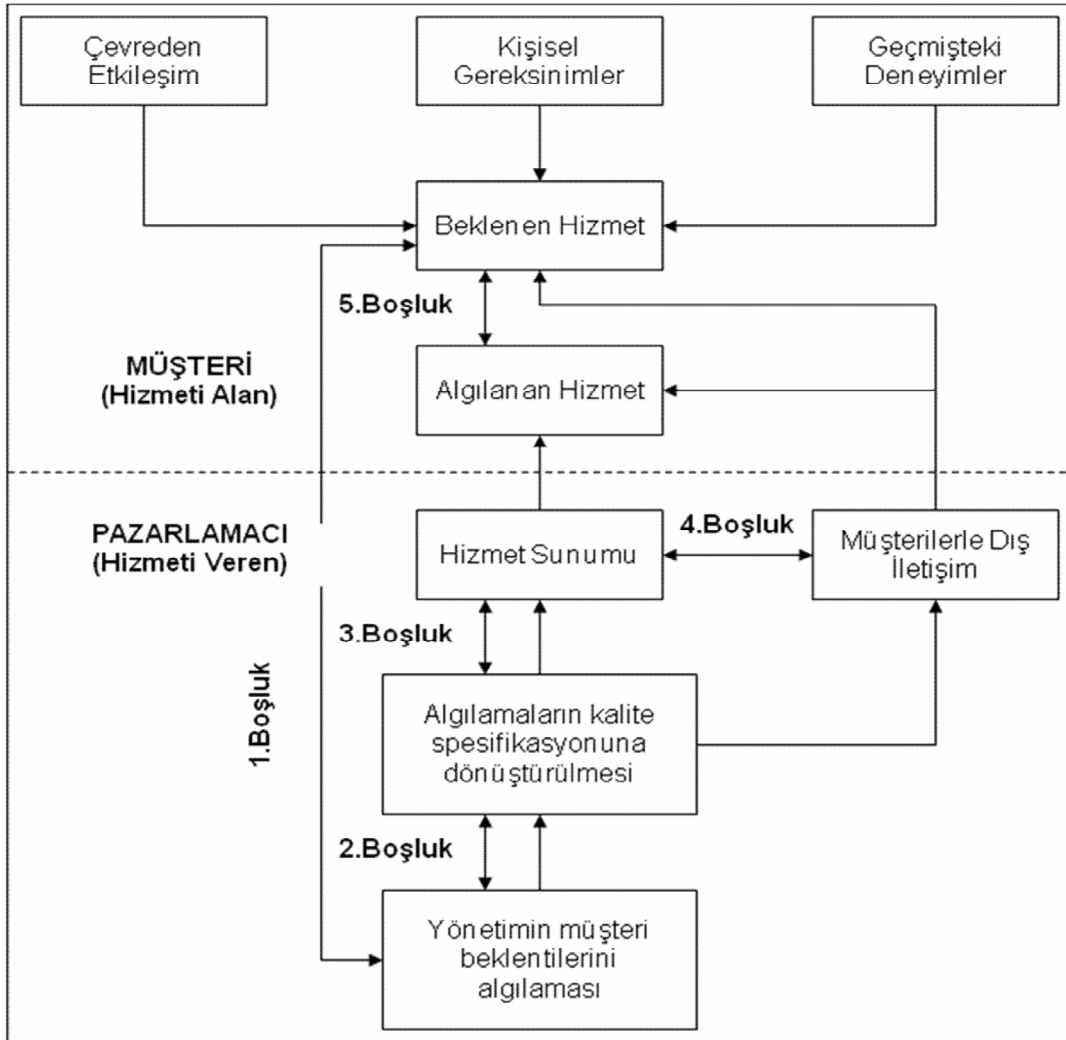 Çevreden
Etkileşim
Kişisel
Gereksinimler
Geçmişteki
Deneyimler
Beklenen Hizmet
5.Boşluk
MÜŞTERİ
(Hizmeti Alan)
Algılanan Hizmet
PAZARLAMACI
(Hizmeti Veren)
Hizmet Sunumu
4.Boşluk
Müşterilerle Dış
İletişim
3.Boşluk
1.Boşluk
Algılamaların kalite
spesifikasyonuna
dönüştürülmesi
2.Boşluk
Yönetimin müşteri
beklentilerini
algılaması